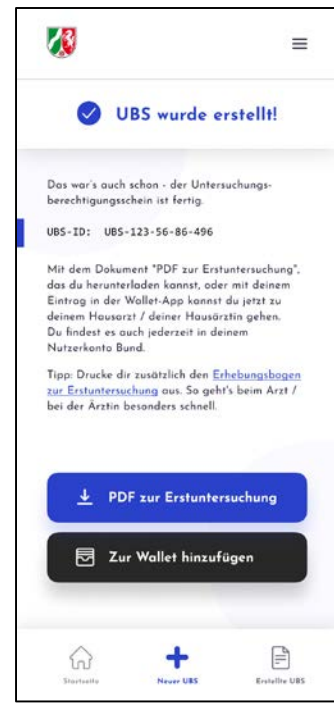 UBS wurde erstellt!
Das war's auch schon - der Untersuchungs-
berechtigungsschein ist fertig.
UBS-ID: UBS-123-56-86-496
Mit dem Dokument "PDF zur Erstuntersuchung",
das du herunterladen kannst, oder mit deinem
Eintrag in der Wallet-App kannst du jetzt zu
deinem Hausarzt / deiner Hausärztin gehen.
Du findest es auch jederzeit in deinem
Nutzerkonto Bund.
Tipp: Drucke dir zusätzlich den Erhebungsbogen
zur Erstuntersuchung aus. So geht's beim Arzt /
bei der Ärztin besonders schnell.
PDF zur Erstuntersuchung
Zur Wallet hinzufügen
Startseite Neuer UBS Erstellte UBS